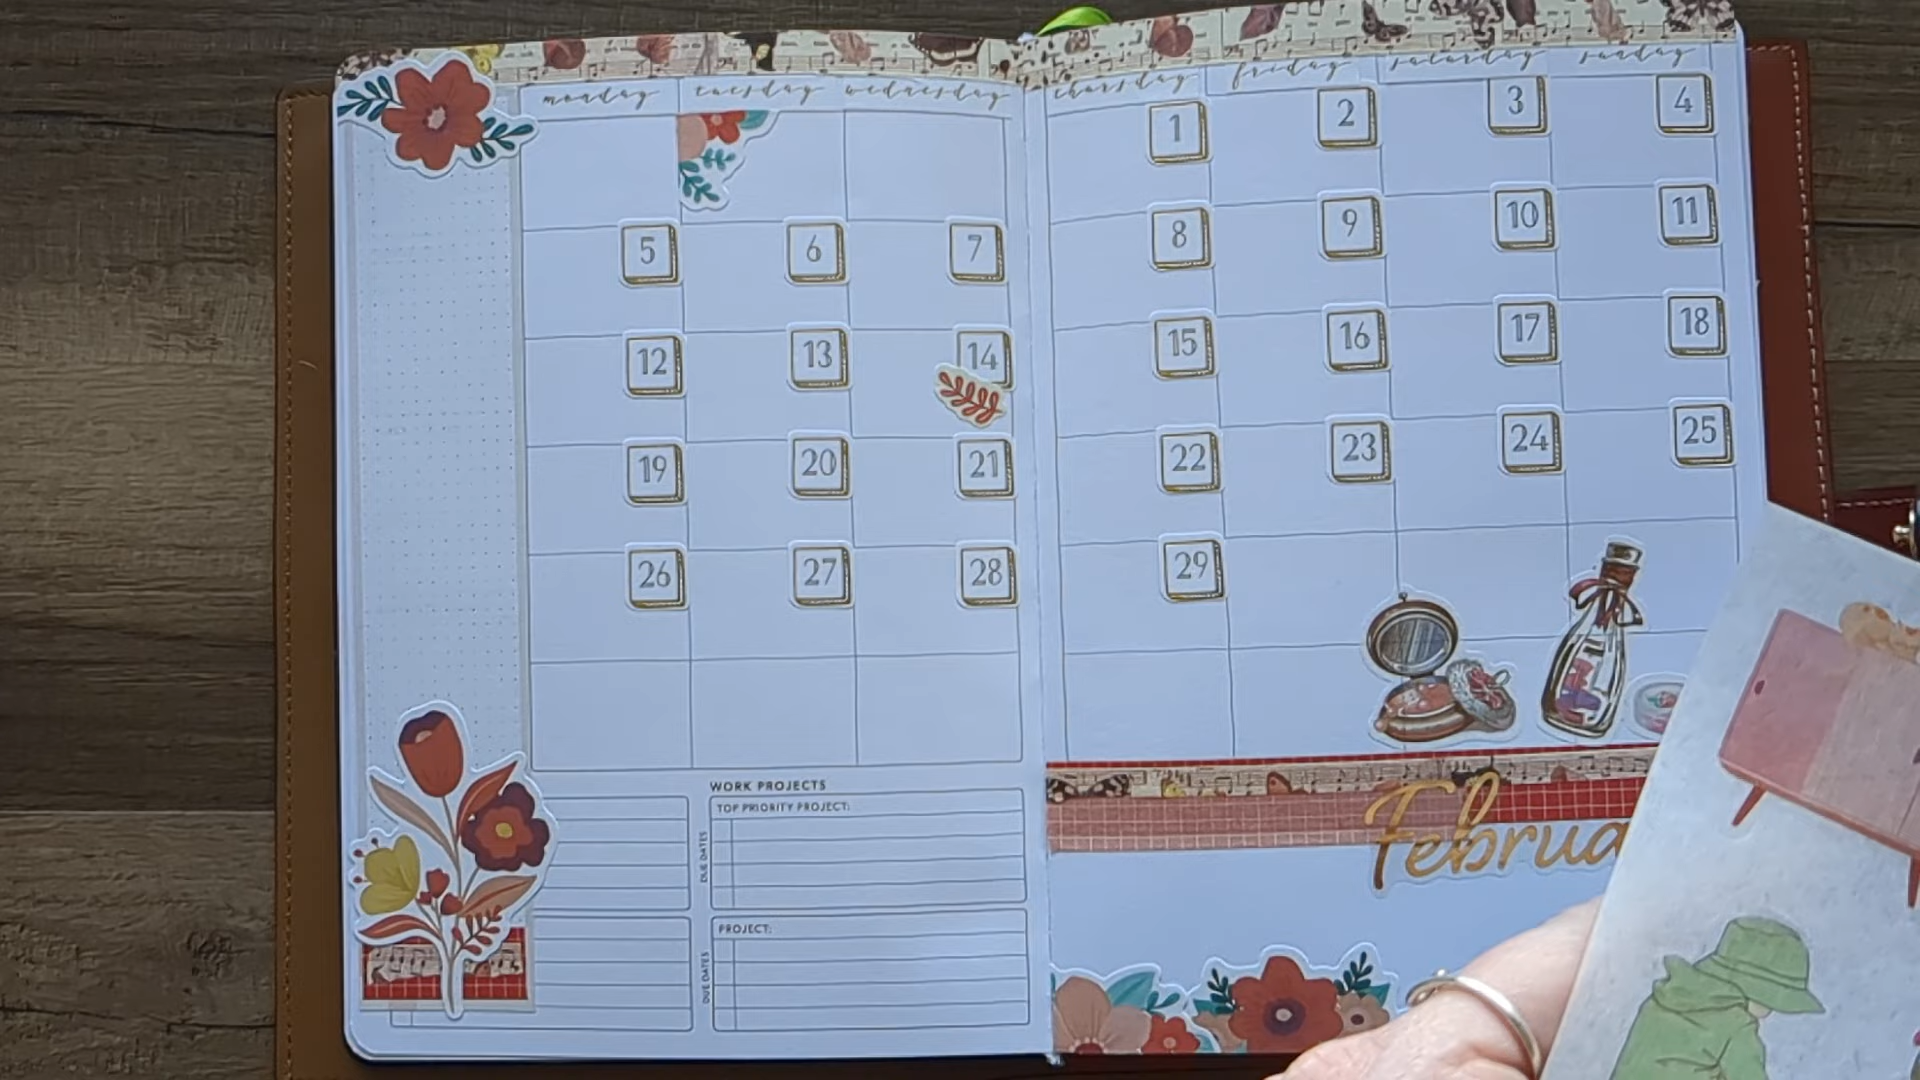 monday tuesday wednesday thursday friday saturday sunday
1 2 3 4
5 6 7 8 9 10 11
12 13 14 15 16 17 18
19 20 21 22 23 24 25
26 27 28 29
WORK PROJECTS
TOP PRIORITY PROJECT:
DUE DATES
PROJECT:
DUE DATES
Februa